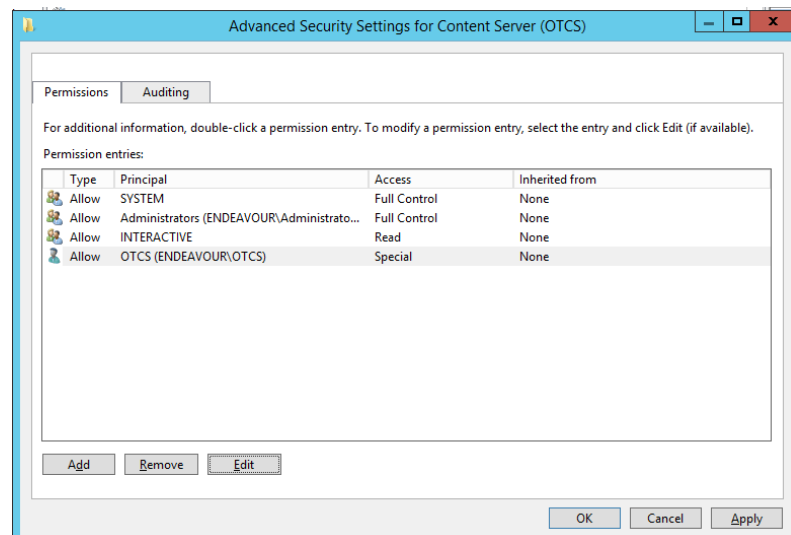 Advanced Security Settings for Content Server (OTCS)
Permissions Auditing
For additional information, double-click a permission entry. To modify a permission entry, select the entry and click Edit (if available).
Permission entries:
Type Principal Access Inherited from
Allow SYSTEM Full Control None
Allow Administrators (ENDEAVOUR\Administrato... Full Control None
Allow INTERACTIVE Read None
Allow OTCS (ENDEAVOUR\OTCS) Special None
Add Remove Edit
OK Cancel Apply